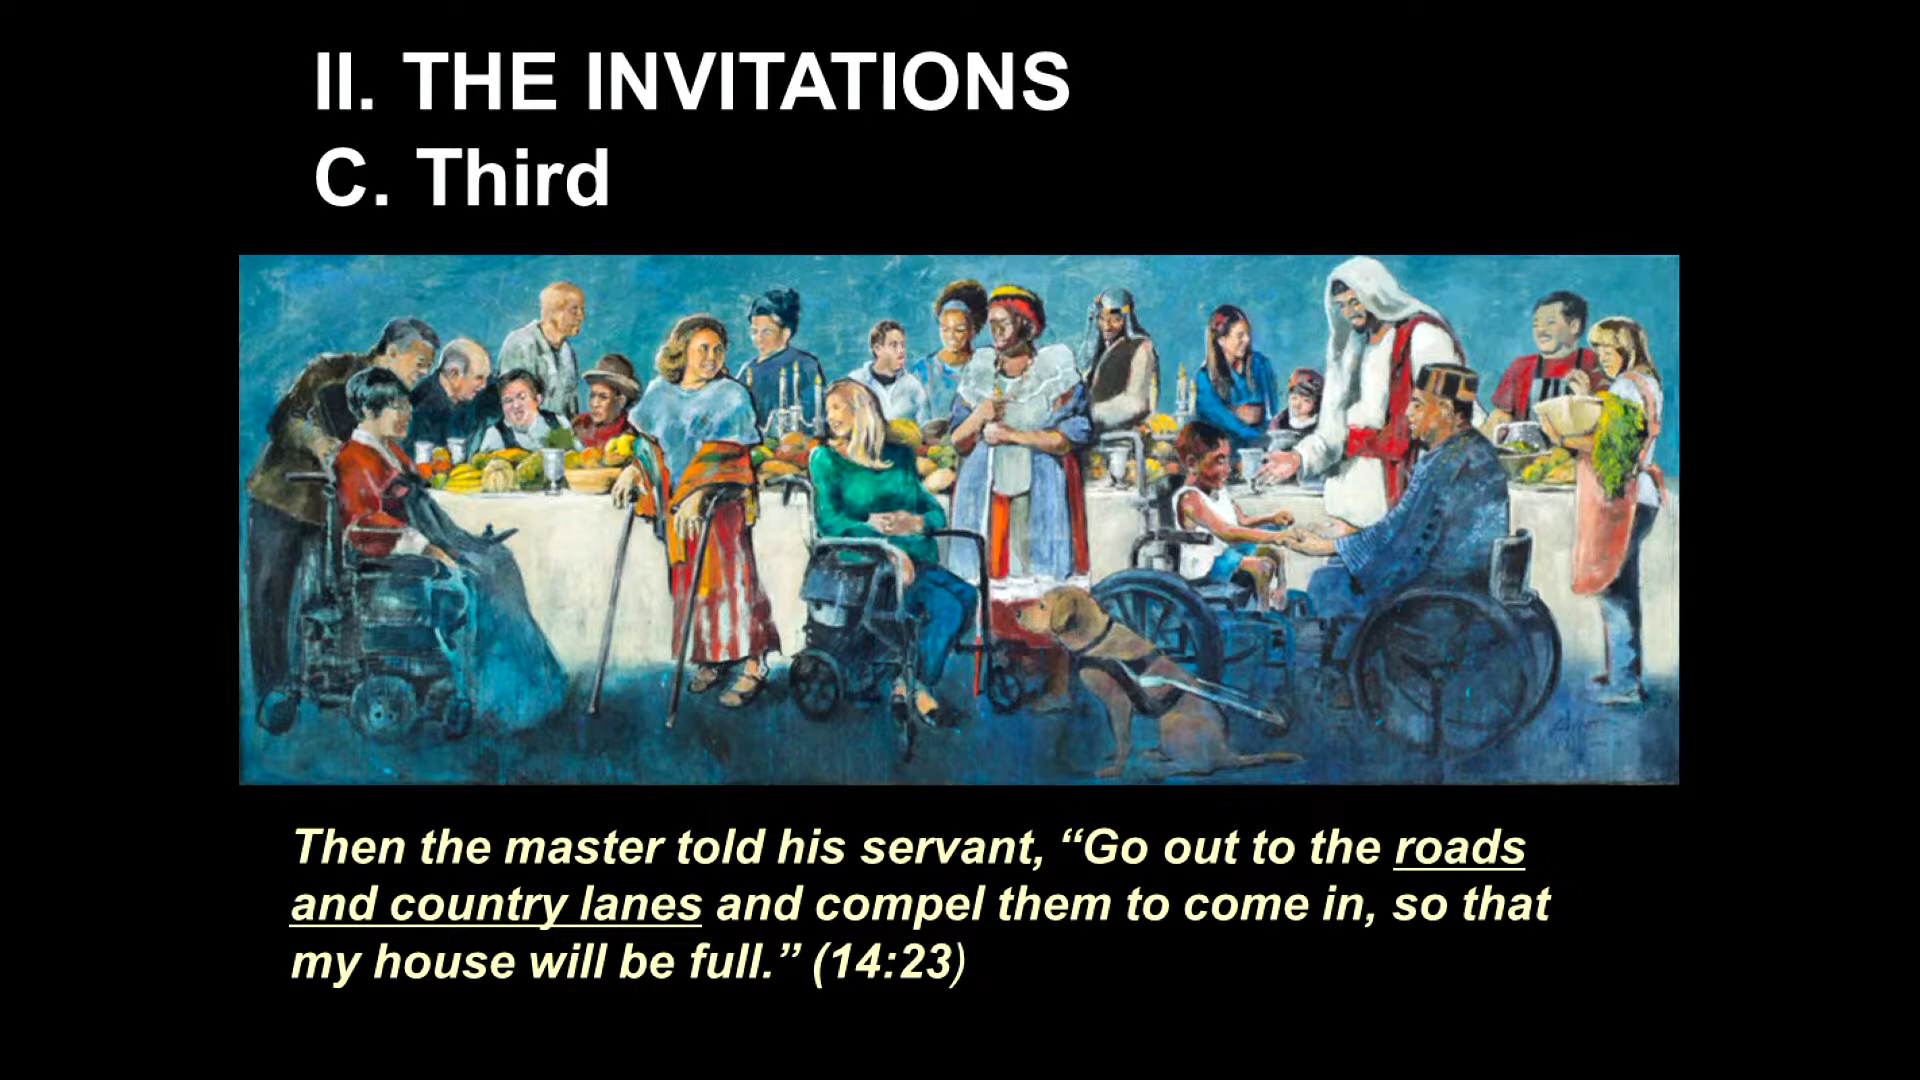 II. THE INVITATIONS
C. Third
Then the master told his servant, “Go out to the roads
and country lanes and compel them to come in, so that
my house will be full.” (14:23)